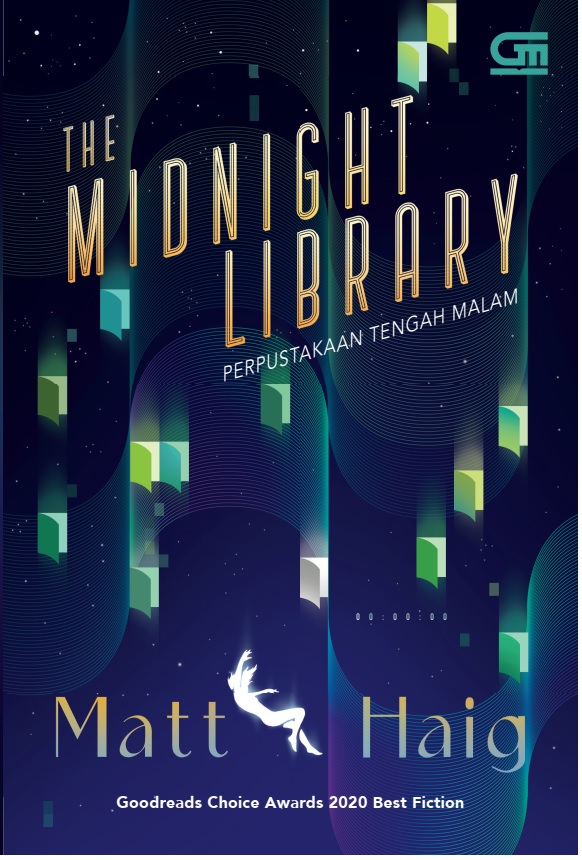 THE
MIDNIGHT
LIBRARY
PERPUSTAKAAN TENGAH MALAM
00:00:00
Matt Haig
Goodreads Choice Awards 2020 Best Fiction